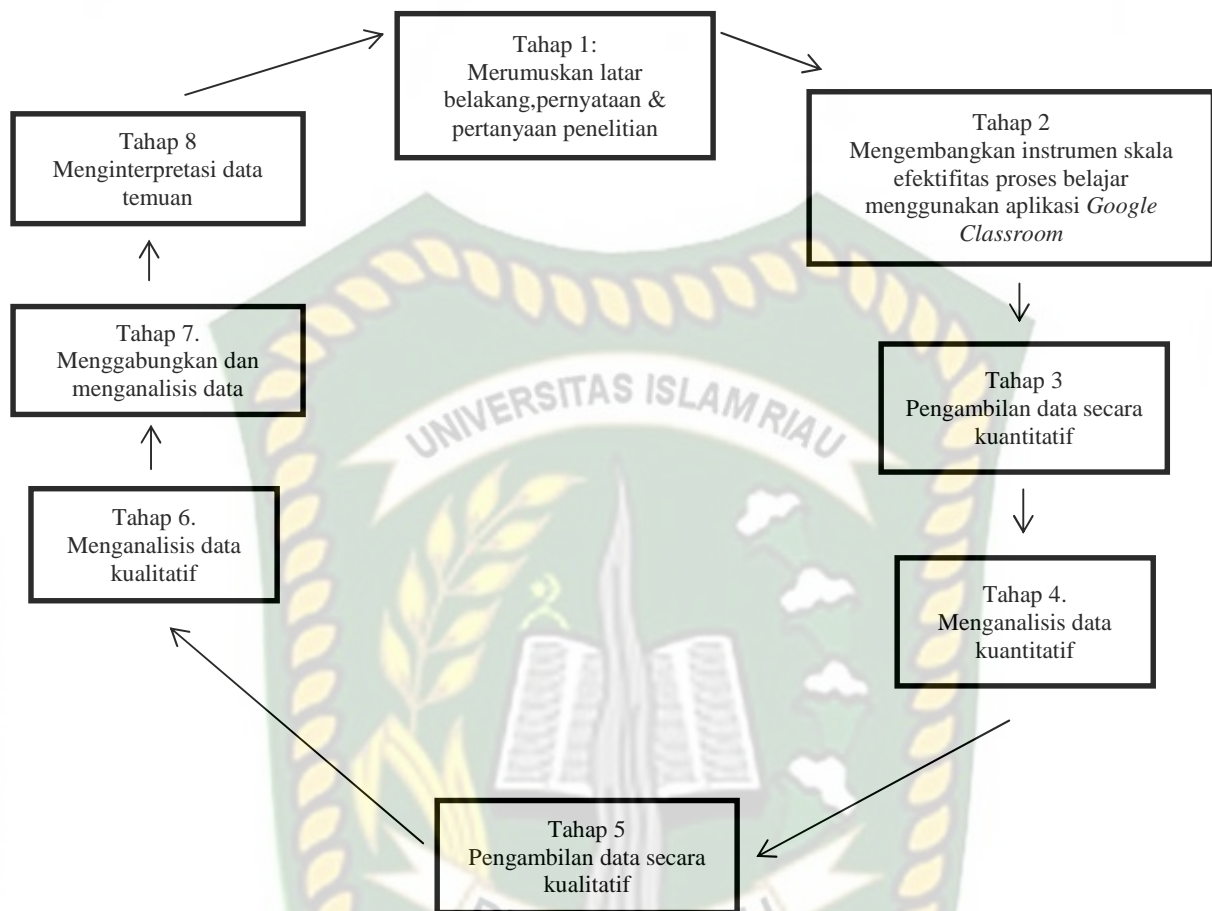 Tahap 1:
Merumuskan latar
belakang,pernyataan &
pertanyaan penelitian
Tahap 2
Mengembangkan instrumen skala
efektifitas proses belajar
menggunakan aplikasi Google
Classroom
Tahap 3
Pengambilan data secara
kuantitatif
Tahap 4.
Menganalisis data
kuantitatif
Tahap 5
Pengambilan data secara
kualitatif
Tahap 6.
Menganalisis data
kualitatif
Tahap 7.
Menggabungkan dan
menganalisis data
Tahap 8
Menginterpretasi data
temuan
UNIVERSITAS ISLAM RIAU